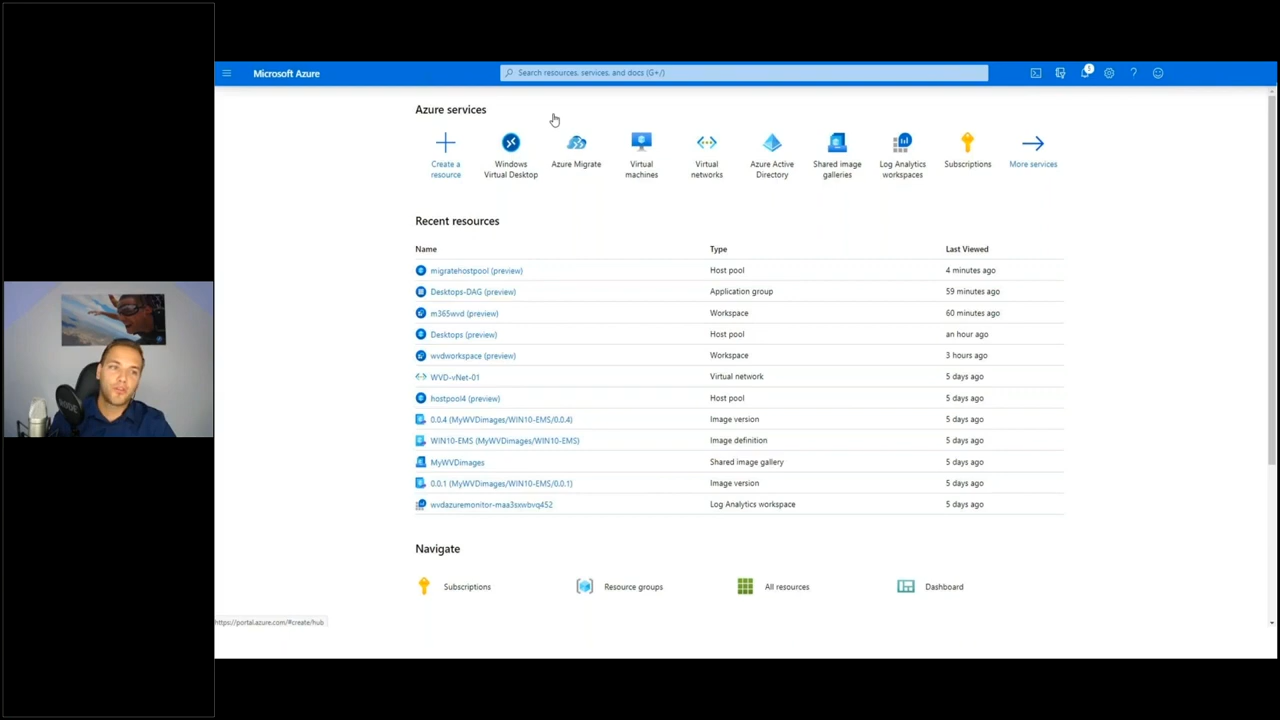 Microsoft Azure
Search resources, services, and docs (G+/)
1
Azure services
Create a resource
Windows Virtual Desktop
Azure Migrate
Virtual machines
Virtual networks
Azure Active Directory
Shared image galleries
Log Analytics workspaces
Subscriptions
More services
Recent resources
Name Type Last Viewed
migratehostpool (preview) Host pool 4 minutes ago
Desktops-DAG (preview) Application group 59 minutes ago
m365wvd (preview) Workspace 60 minutes ago
Desktops (preview) Host pool an hour ago
wvdworkspace (preview) Workspace 3 hours ago
WVD-vNet-01 Virtual network 5 days ago
hostpool4 (preview) Host pool 5 days ago
0.0.4 (MyWVDimages/WIN10-EMS/0.0.4) Image version 5 days ago
WIN10-EMS (MyWVDimages/WIN10-EMS) Image definition 5 days ago
MyWVDimages Shared image gallery 5 days ago
0.0.1 (MyWVDimages/WIN10-EMS/0.0.1) Image version 5 days ago
wvdazuremonitor-maa3sxwbvq452 Log Analytics workspace 5 days ago
Navigate
Subscriptions Resource groups All resources Dashboard
https://portal.azure.com/#create/hub
RODE